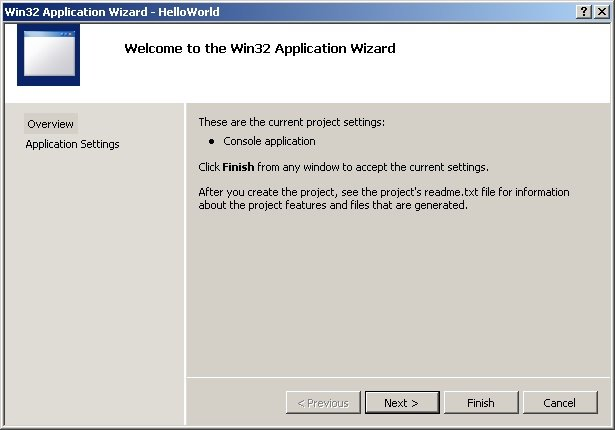 Win32 Application Wizard - HelloWorld
Welcome to the Win32 Application Wizard
Overview
Application Settings
These are the current project settings:
• Console application
Click Finish from any window to accept the current settings.
After you create the project, see the project's readme.txt file for information
about the project features and files that are generated.
< Previous
Next >
Finish
Cancel